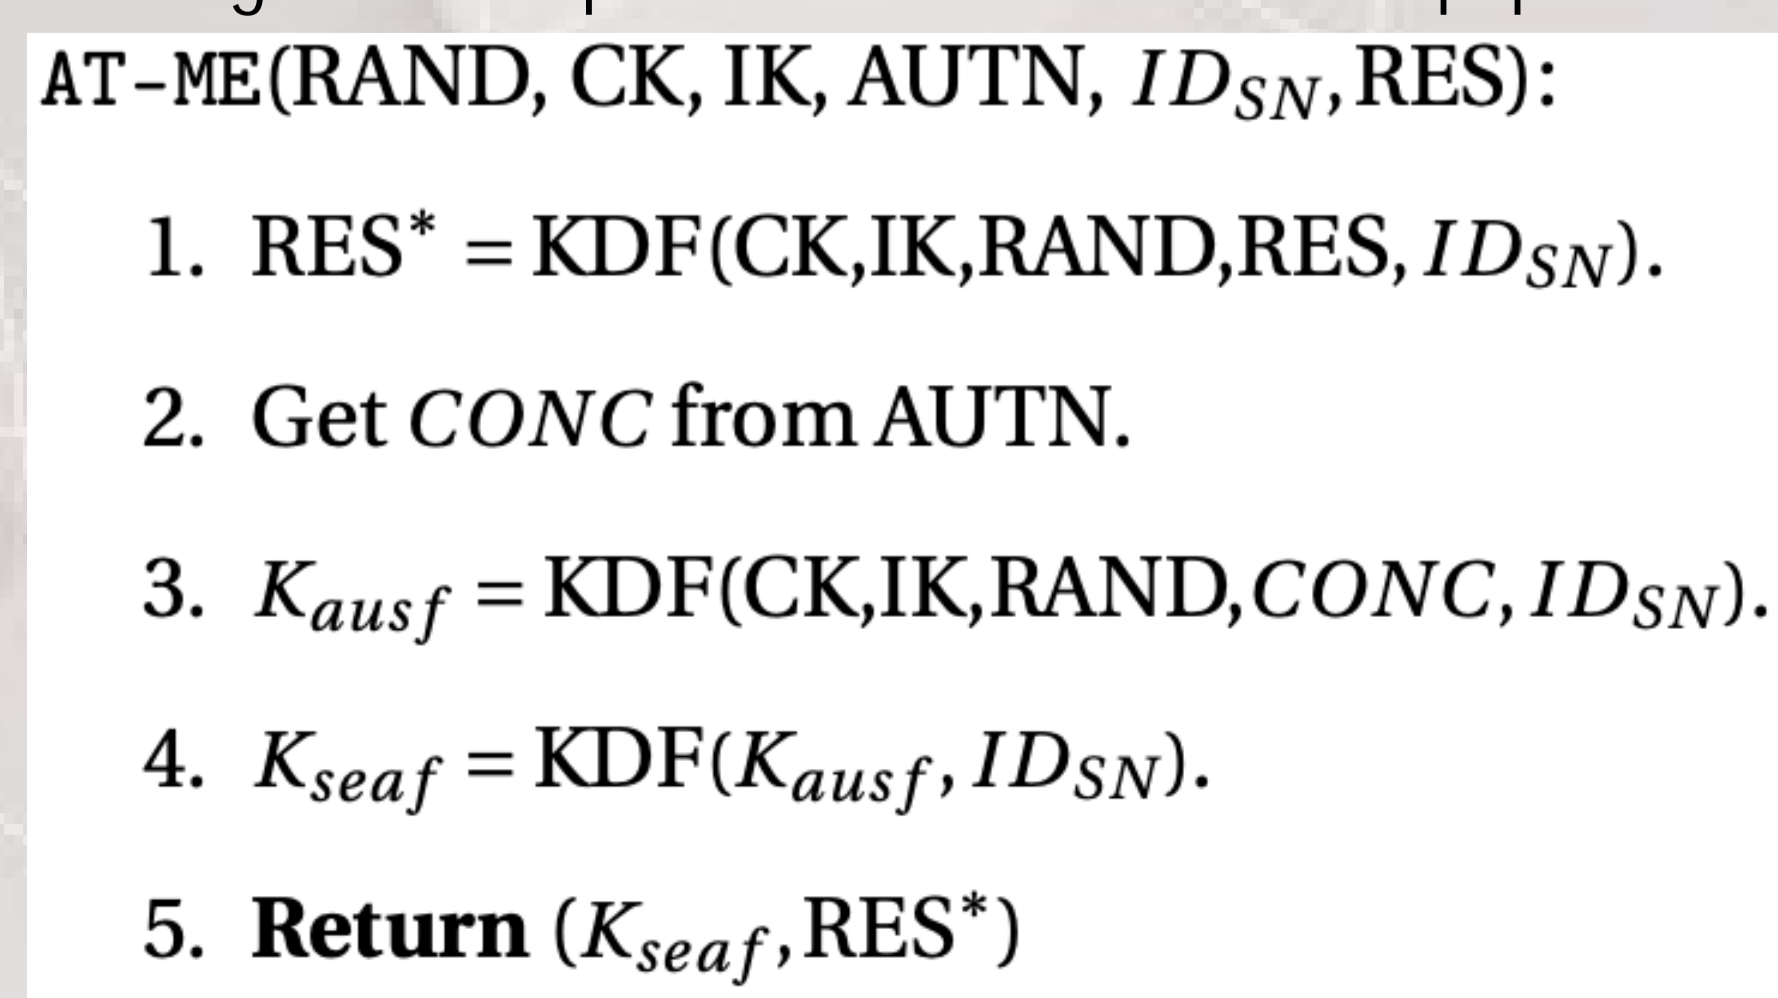 AT-ME(RAND, CK, IK, AUTN, ID_SN, RES):
1. RES* = KDF(CK,IK,RAND,RES, ID_SN).
2. Get CONC from AUTN.
3. K_ausf = KDF(CK,IK,RAND,CONC, ID_SN).
4. K_seaf = KDF(K_ausf, ID_SN).
5. Return (K_seaf,RES*)